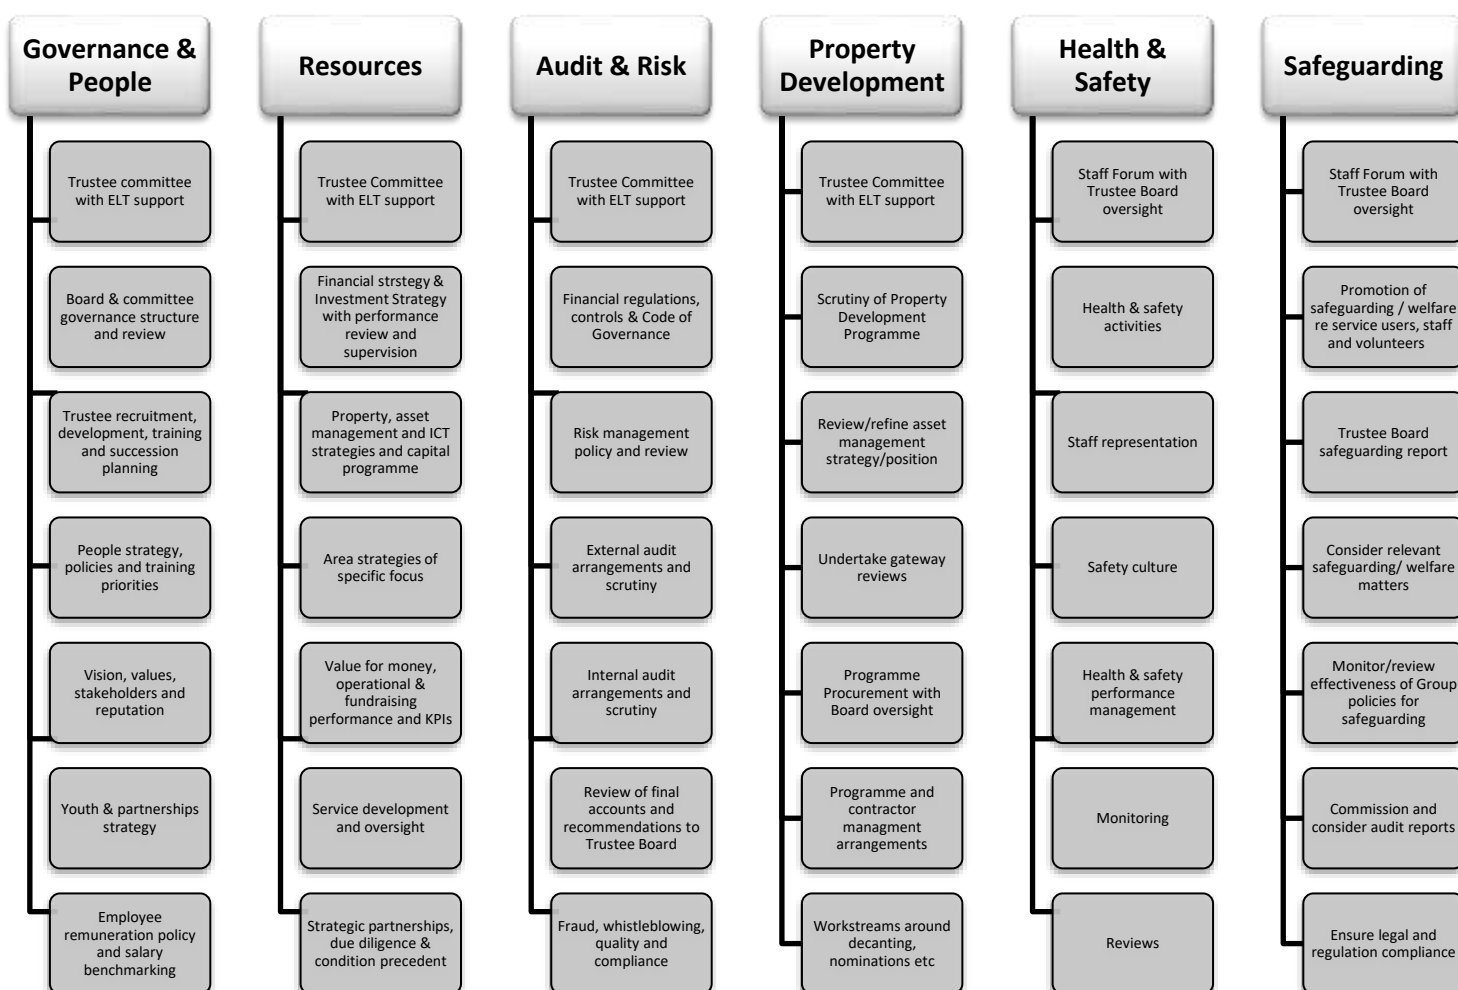 Governance &
People
Trustee committee
with ELT support
Board & committee
governance structure
and review
Trustee recruitment,
development, training
and succession
planning
People strategy,
policies and training
priorities
Vision, values,
stakeholders and
reputation
Youth & partnerships
strategy
Employee
remuneration policy
and salary
benchmarking
Resources
Trustee Committee
with ELT support
Financial strstegy &
Investment Strategy
with performance
review and
supervision
Property, asset
management and ICT
strategies and capital
programme
Area strategies of
specific focus
Value for money,
operational &
fundraising
performance and KPIs
Service development
and oversight
Strategic partnerships,
due diligence &
condition precedent
Audit & Risk
Trustee Committee
with ELT support
Financial regulations,
controls & Code of
Governance
Risk management
policy and review
External audit
arrangements and
scrutiny
Internal audit
arrangements and
scrutiny
Review of final
accounts and
recommendations to
Trustee Board
Fraud, whistleblowing,
quality and
compliance
Property
Development
Trustee Committee
with ELT support
Scrutiny of Property
Development
Programme
Review/refine asset
management
strategy/position
Undertake gateway
reviews
Programme
Procurement with
Board oversight
Programme and
contractor
managment
arrangements
Workstreams around
decanting,
nominations etc
Health &
Safety
Staff Forum with
Trustee Board
oversight
Health & safety
activities
Staff representation
Safety culture
Health & safety
performance
management
Monitoring
Reviews
Safeguarding
Staff Forum with
Trustee Board
oversight
Promotion of
safeguarding / welfare
re service users, staff
and volunteers
Trustee Board
safeguarding report
Consider relevant
safeguarding/ welfare
matters
Monitor/review
effectiveness of Group
policies for
safeguarding
Commission and
consider audit reports
Ensure legal and
regulation compliance